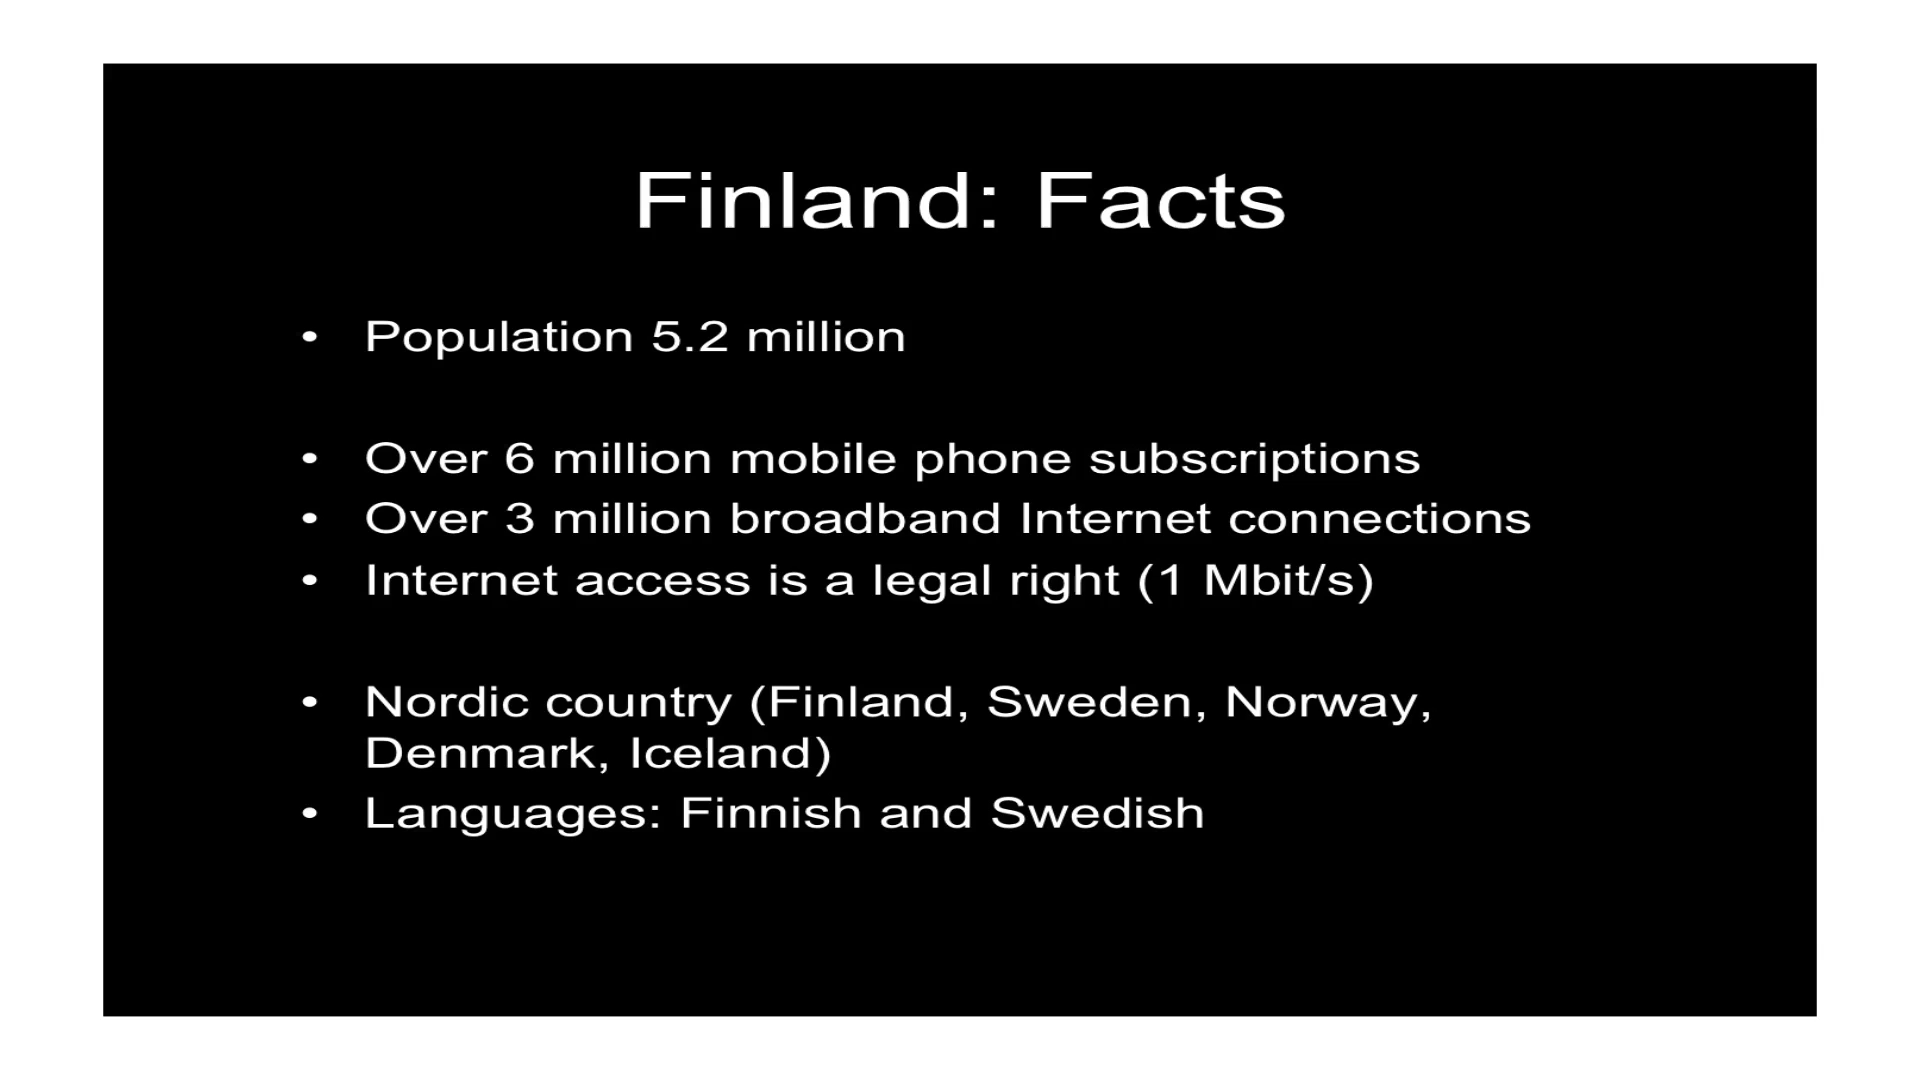 Finland: Facts
• Population 5.2 million
• Over 6 million mobile phone subscriptions
• Over 3 million broadband Internet connections
• Internet access is a legal right (1 Mbit/s)
• Nordic country (Finland, Sweden, Norway,
Denmark, Iceland)
• Languages: Finnish and Swedish